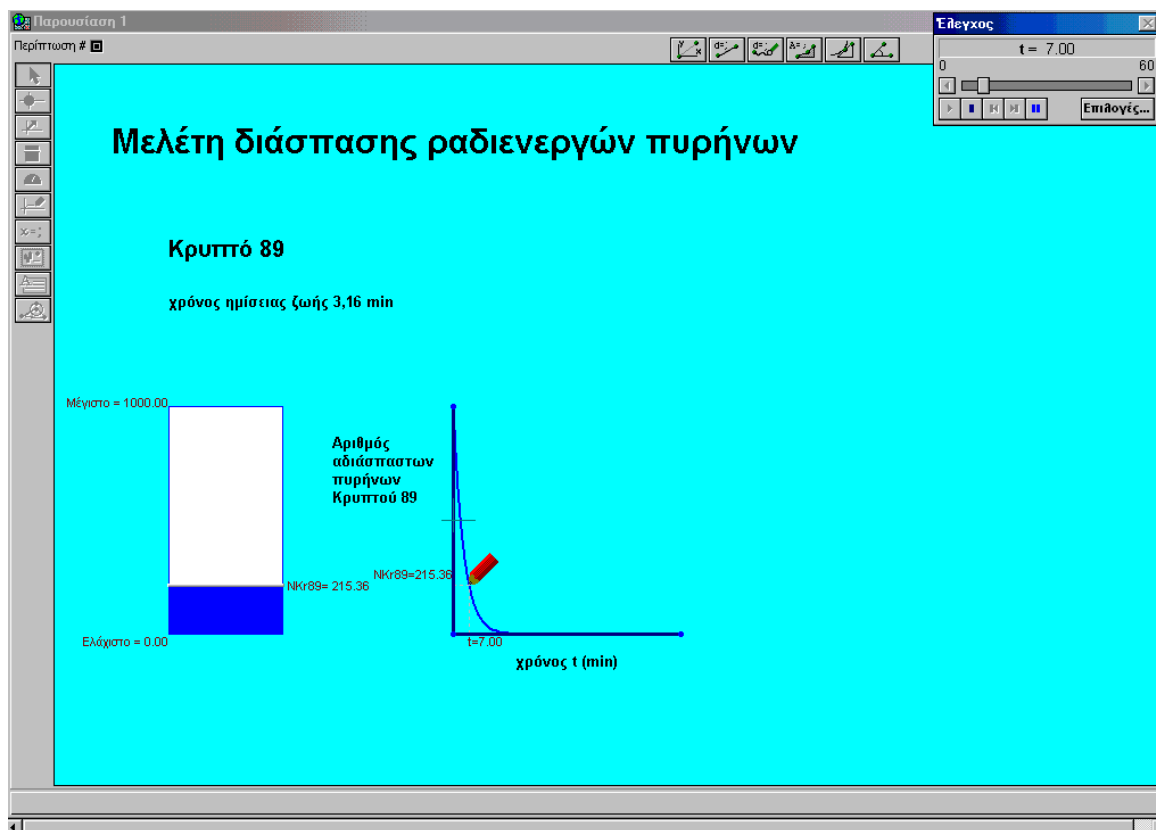 Παρουσίαση 1
Έλεγχος
Περίπτωση #
t = 7.00
0 60
Επιλογές...
Μελέτη διάσπασης ραδιενεργών πυρήνων
Κρυπτό 89
χρόνος ημίσειας ζωής 3,16 min
Μέγιστο = 1000.00
Αριθμός
αδιάσπαστων
πυρήνων
Κρυπτού 89
NKr89=215.36
NKr89= 215.36
Ελάχιστο = 0.00
t=7.00
χρόνος t (min)